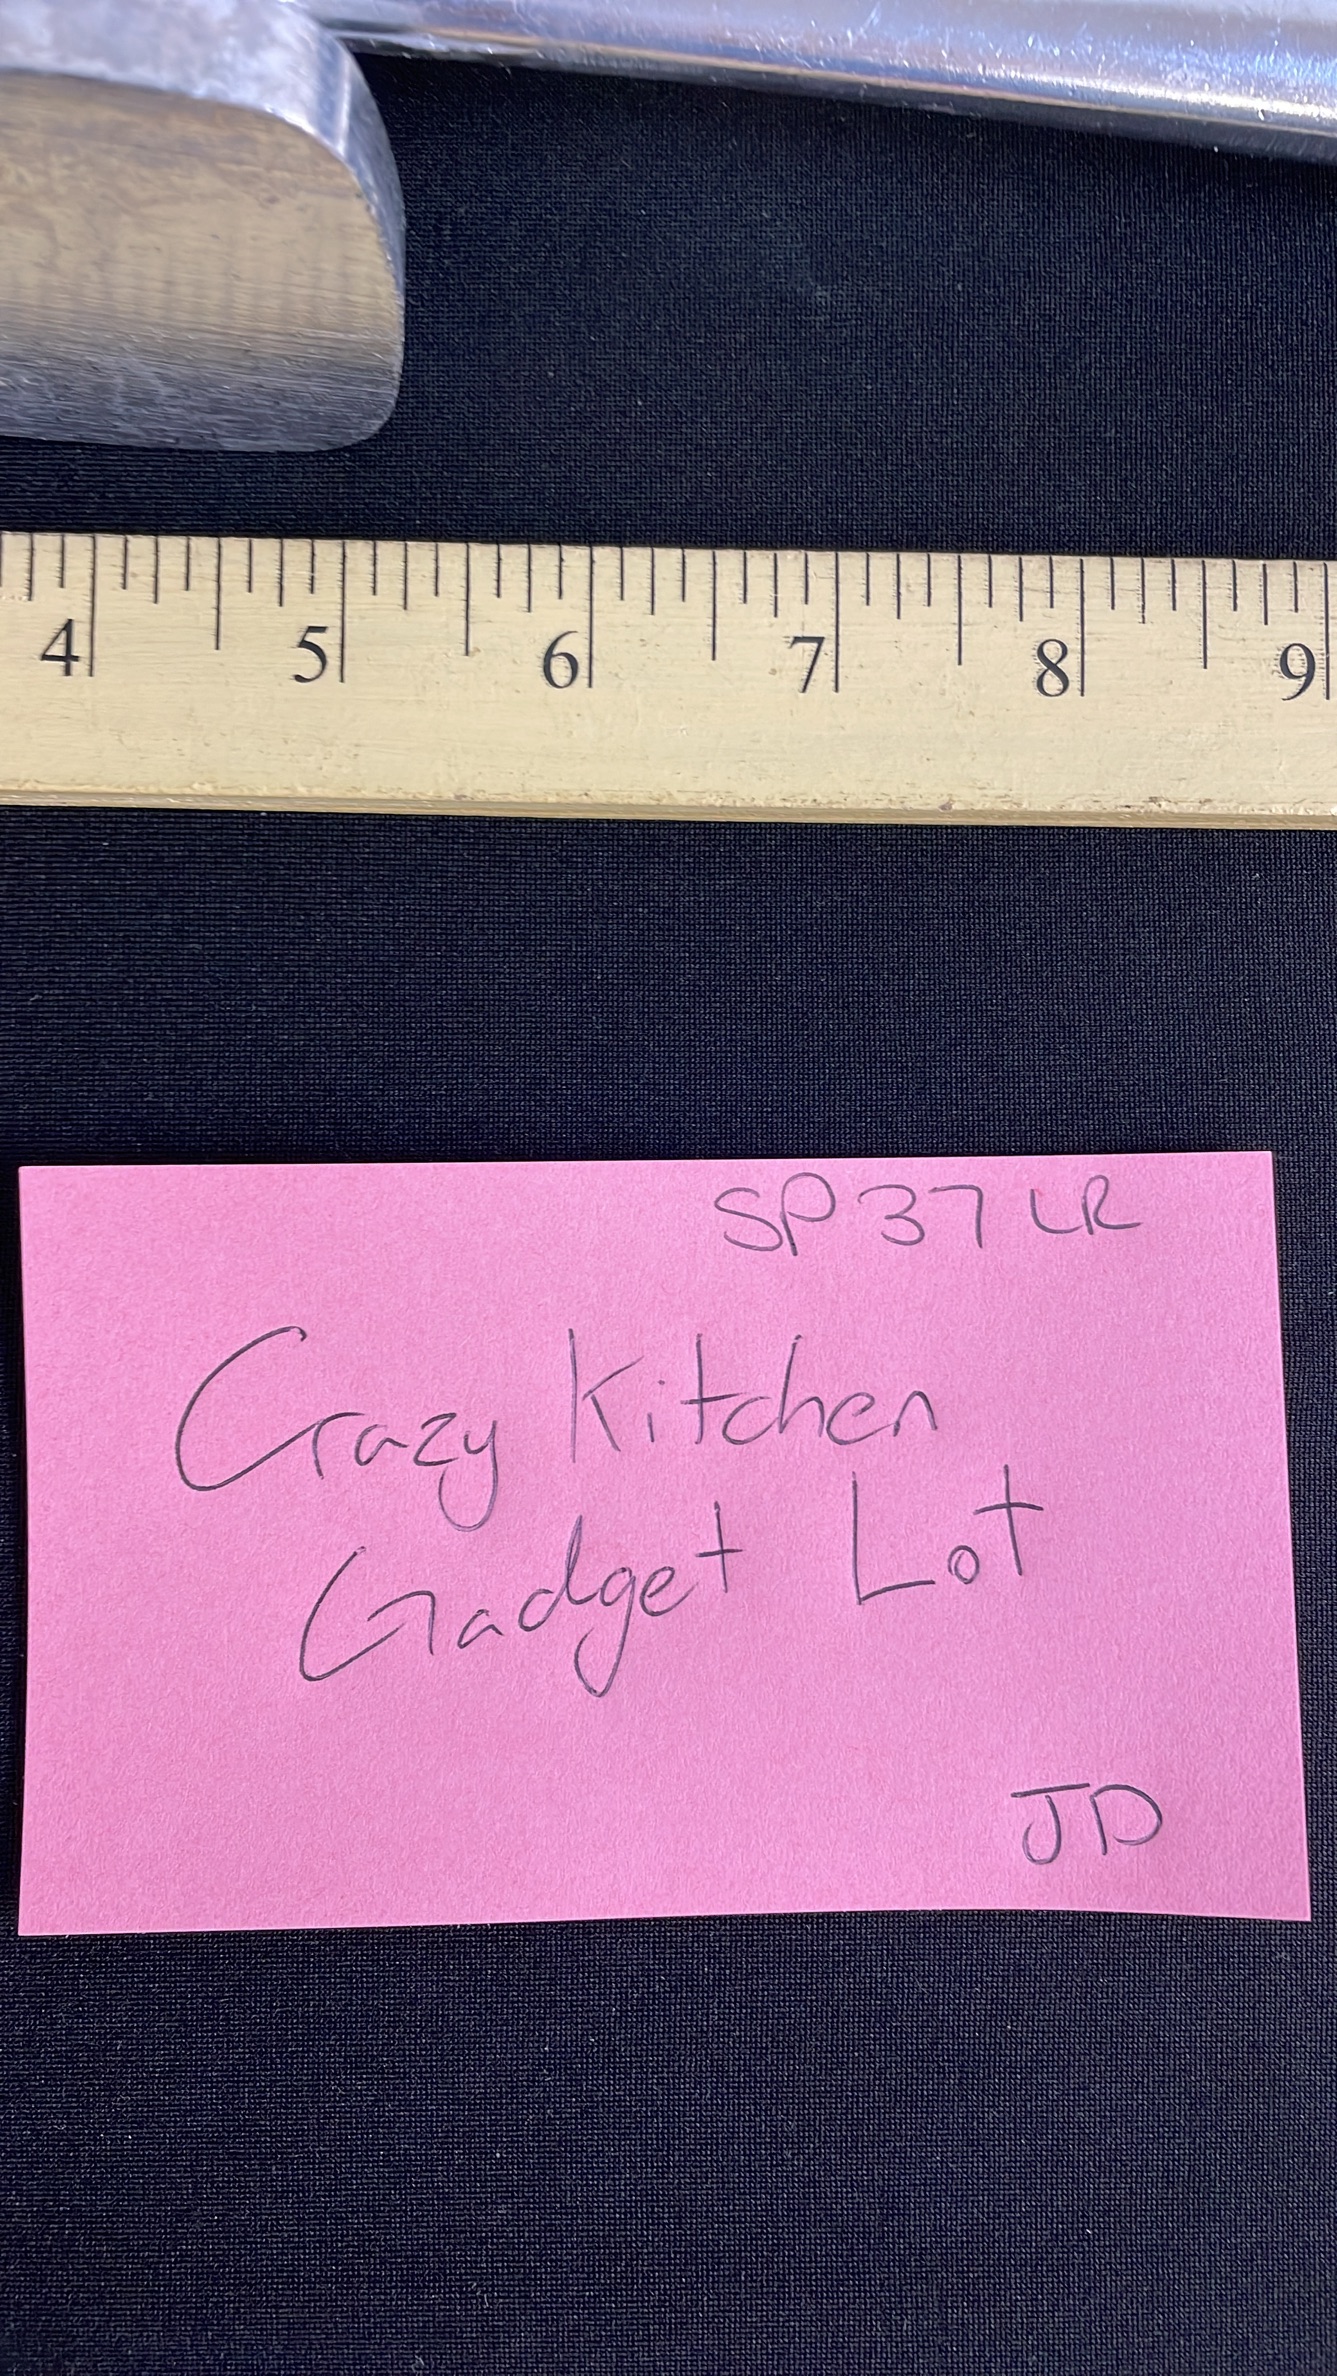 4 5 6 7 8 9
SP 37 LR
Crazy Kitchen
Gadget Lot
JD